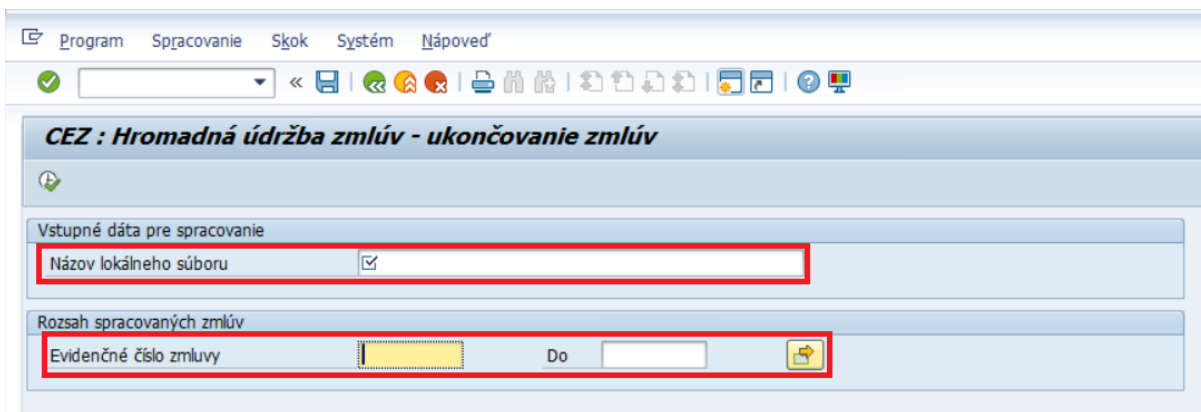 Program Spracovanie Skok Systém Nápoveď
CEZ : Hromadná údržba zmlúv - ukončovanie zmlúv
Vstupné dáta pre spracovanie
Názov lokálneho súboru
Rozsah spracovaných zmlúv
Evidenčné číslo zmluvy Do